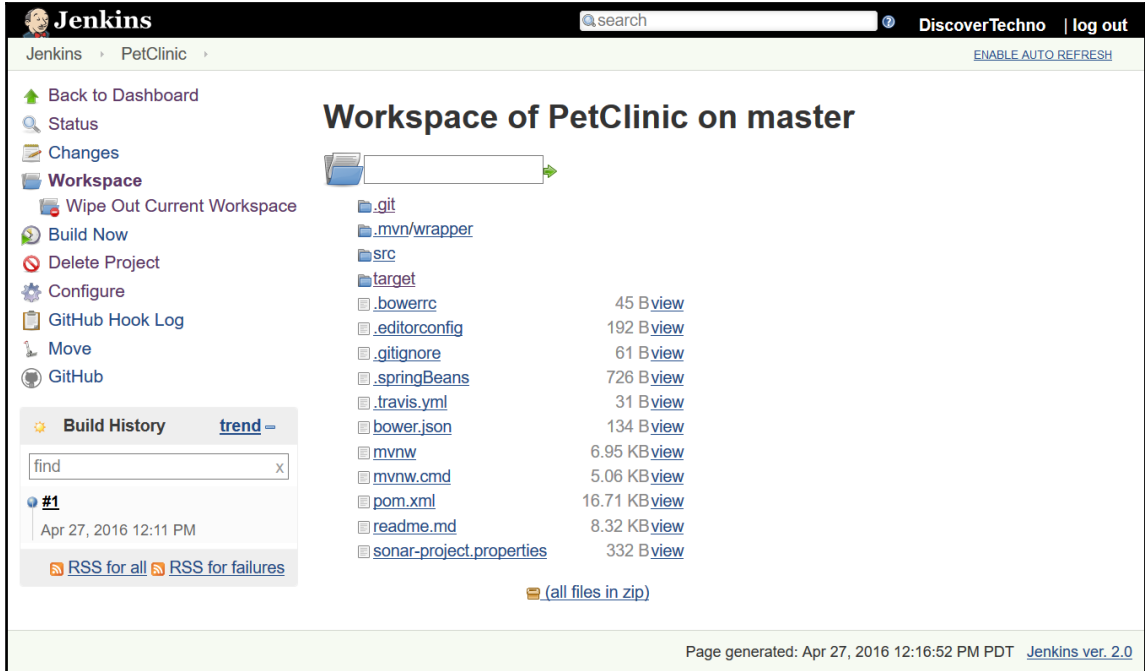 Jenkins search DiscoverTechno | log out
Jenkins PetClinic ENABLE AUTO REFRESH
Back to Dashboard
Status
Changes
Workspace
Wipe Out Current Workspace
Build Now
Delete Project
Configure
GitHub Hook Log
Move
GitHub
Build History trend
find x
#1
Apr 27, 2016 12:11 PM
RSS for all RSS for failures
Workspace of PetClinic on master
.git
.mvn/wrapper
src
target
.bowerrc 45 B view
.editorconfig 192 B view
.gitignore 61 B view
.springBeans 726 B view
.travis.yml 31 B view
bower.json 134 B view
mvnw 6.95 KB view
mvnw.cmd 5.06 KB view
pom.xml 16.71 KB view
readme.md 8.32 KB view
sonar-project.properties 332 B view
(all files in zip)
Page generated: Apr 27, 2016 12:16:52 PM PDT Jenkins ver. 2.0